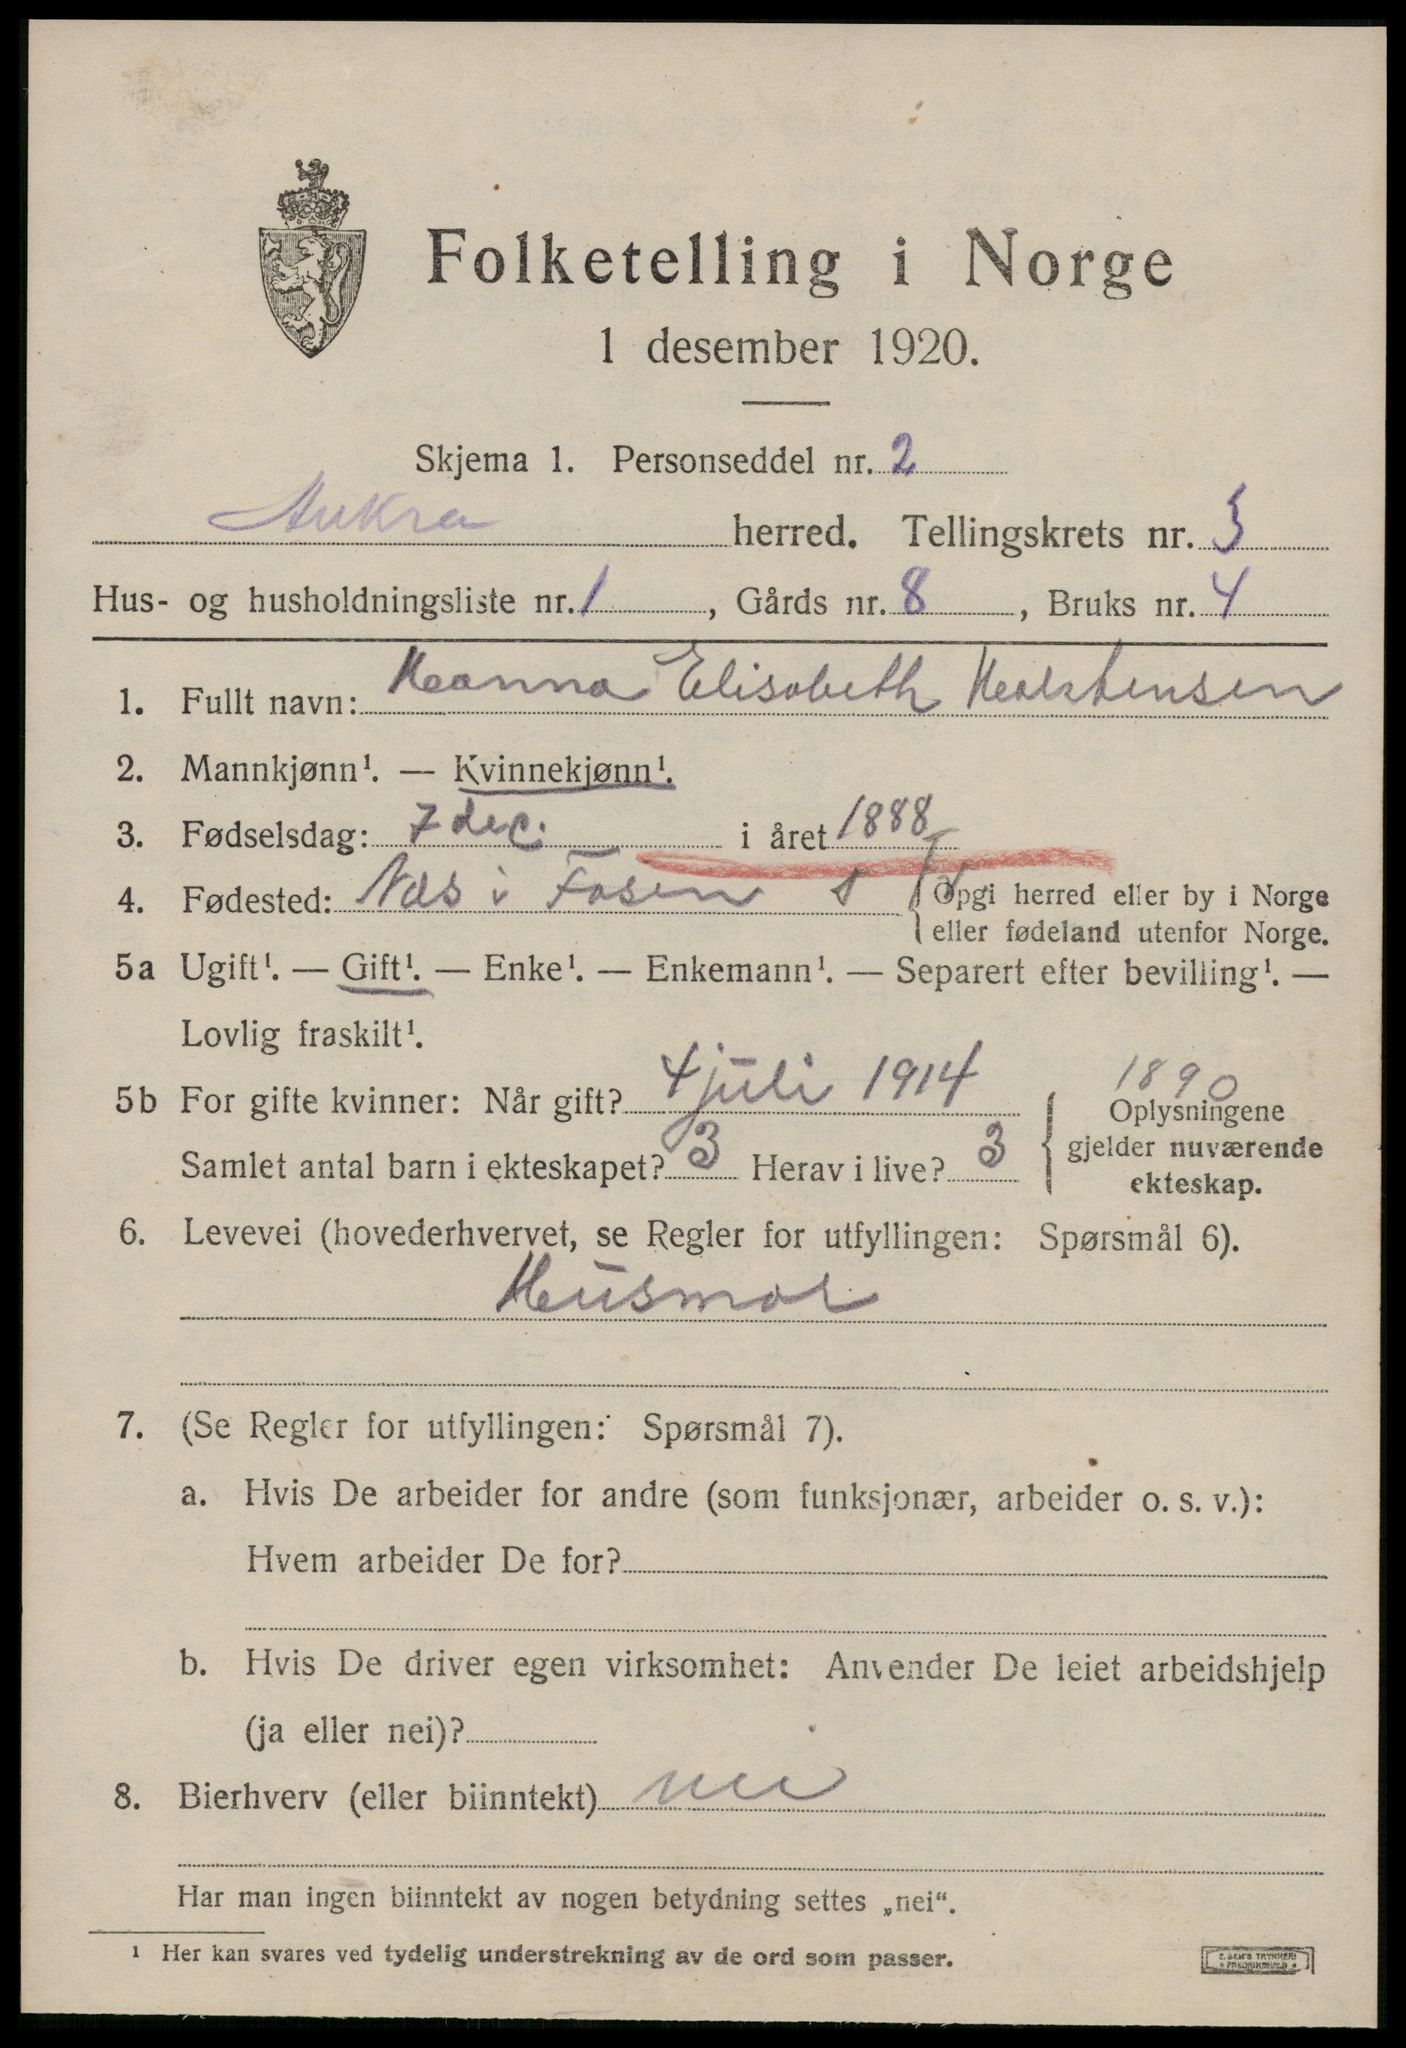 Folketelling i Norge
1 desember 1920.
Skjema 1. Personseddel nr. 2
Aukra herred. Tellingskrets nr. 3
Hus- og husholdningsliste nr. 1, Gårds nr. 8, Bruks nr. 4
1. Fullt navn: Hanna Elisabeth Karstensen
2. Mannkjønn¹. — Kvinnekjønn¹.
3. Fødselsdag: 7 dec. i året 1888
4. Fødested: Næs i Fosen Opgi herred eller by i Norge
eller fødeland utenfor Norge.
5a Ugift¹. — Gift¹. — Enke¹. — Enkemann¹. — Separert efter bevilling¹. —
Lovlig fraskilt¹.
5b For gifte kvinner: Når gift? 4 juli 1914 1890
Oplysningene
Samlet antal barn i ekteskapet? 3 Herav i live? 3 gjelder nuværende
ekteskap.
6. Levevei (hovederhvervet, se Regler for utfyllingen: Spørsmål 6).
Husmor
7. (Se Regler for utfyllingen: Spørsmål 7).
a. Hvis De arbeider for andre (som funksjonær, arbeider o. s. v.):
Hvem arbeider De for?
b. Hvis De driver egen virksomhet: Anvender De leiet arbeidshjelp
(ja eller nei)?
8. Bierhverv (eller biinntekt) nei
Har man ingen biinntekt av nogen betydning settes „nei“.
¹ Her kan svares ved tydelig understrekning av de ord som passer.
TRYKKERI
FREDRIKSHALD